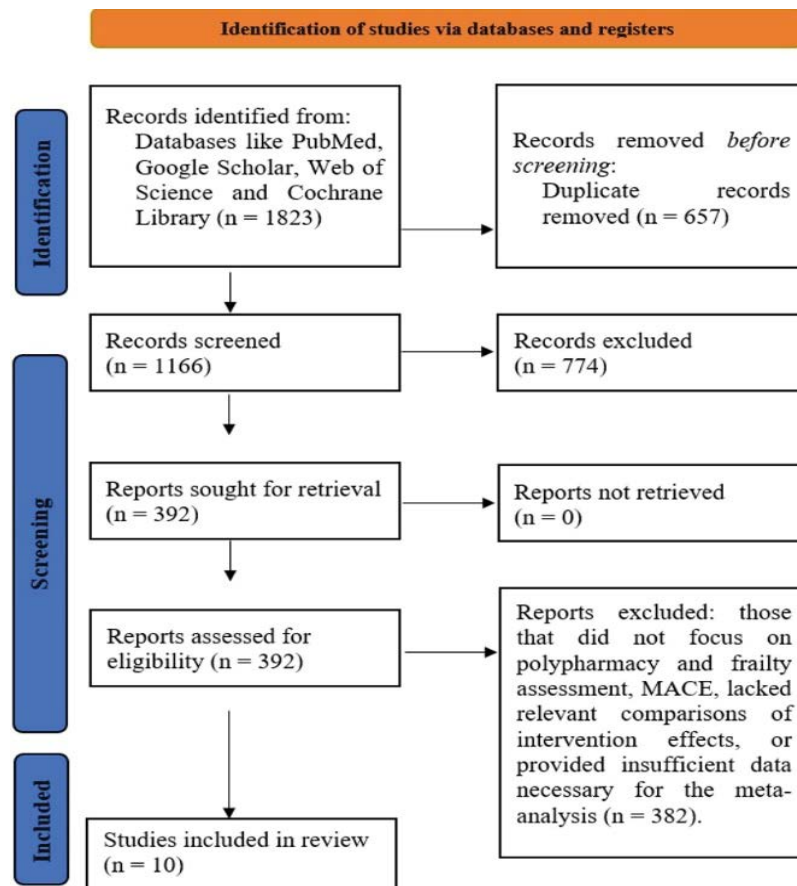 Identification of studies via databases and registers
Identification
Records identified from:
Databases like PubMed,
Google Scholar, Web of
Science and Cochrane
Library (n = 1823)
Records removed before
screening:
Duplicate records
removed (n = 657)
Screening
Records screened
(n = 1166)
Records excluded
(n = 774)
Reports sought for retrieval
(n = 392)
Reports not retrieved
(n = 0)
Reports assessed for
eligibility (n = 392)
Reports excluded: those
that did not focus on
polypharmacy and frailty
assessment, MACE, lacked
relevant comparisons of
intervention effects, or
provided insufficient data
necessary for the meta-
analysis (n = 382).
Included
Studies included in review
(n = 10)